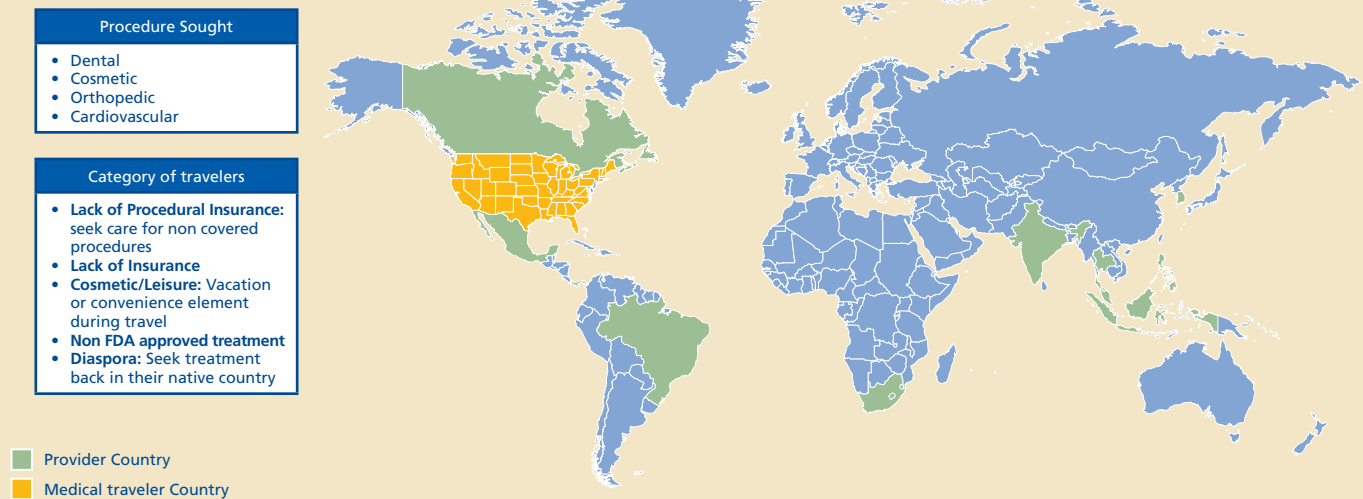 Procedure Sought
• Dental
• Cosmetic
• Orthopedic
• Cardiovascular
Category of travelers
• Lack of Procedural Insurance:
seek care for non covered
procedures
• Lack of Insurance
• Cosmetic/Leisure: Vacation
or convenience element
during travel
• Non FDA approved treatment
• Diaspora: Seek treatment
back in their native country
Provider Country
Medical traveler Country